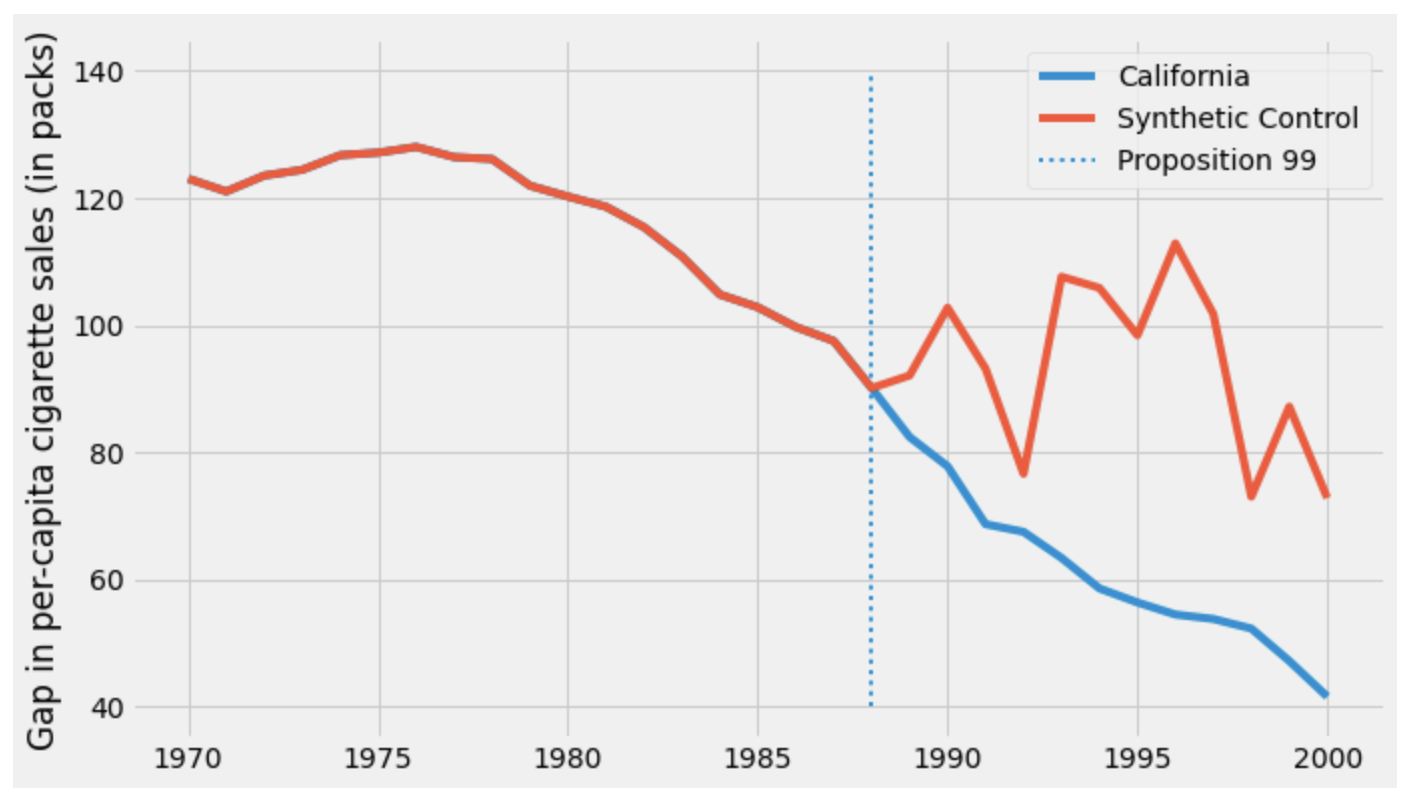 Gap in per-capita cigarette sales (in packs)
140
120
100
80
60
40
California
Synthetic Control
Proposition 99
1970 1975 1980 1985 1990 1995 2000